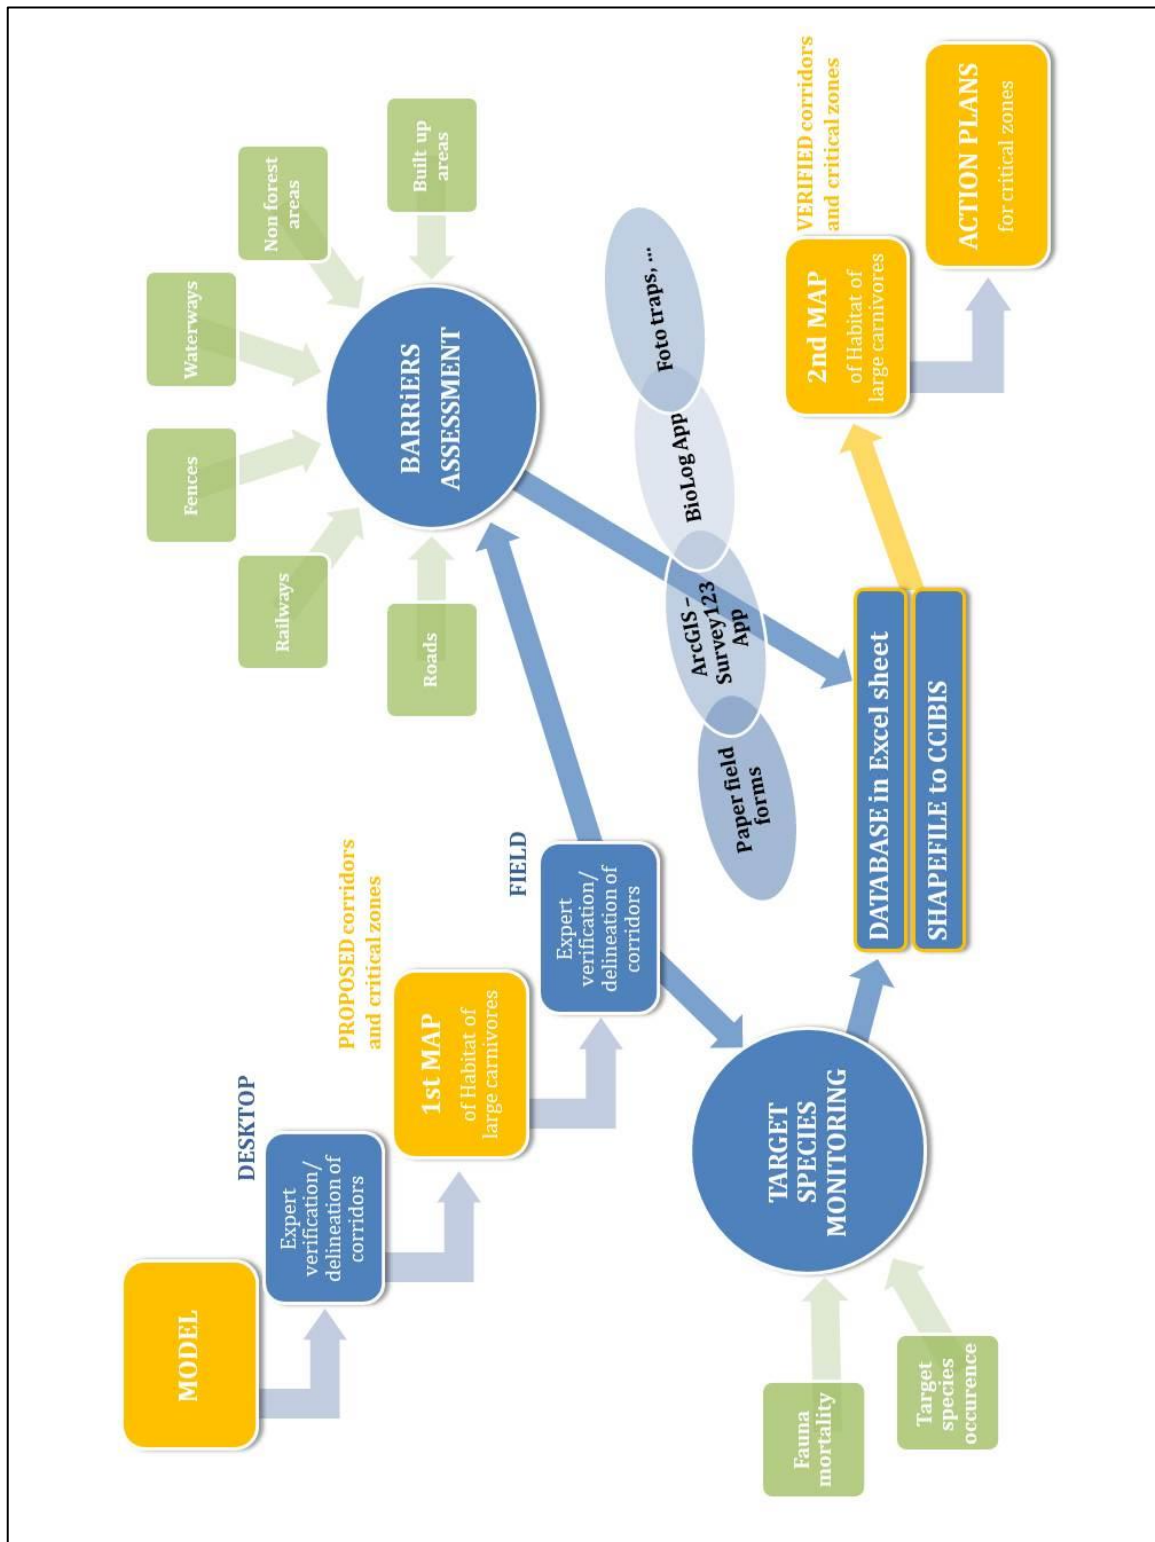 MODEL
DESKTOP
Expert
verification/
delineation of
corridors
PROPOSED corridors
and critical zones
1st MAP
of Habitat of
large carnivores
FIELD
Expert
verification/
delineation of
corridors
Roads
Railways
Fences
Waterways
Non forest
areas
Built up
areas
BARRiERS
ASSESSMENT
Fauna
mortality
Target
species
occurence
TARGET
SPECIES
MONITORING
Paper field
forms
ArcGIS –
Survey123
App
BioLog App
Foto traps, ...
DATABASE in Excel sheet
SHAPEFILE to CCIBIS
VERIFIED corridors
and critical zones
2nd MAP
of Habitat of
large carnivores
ACTION PLANS
for critical zones